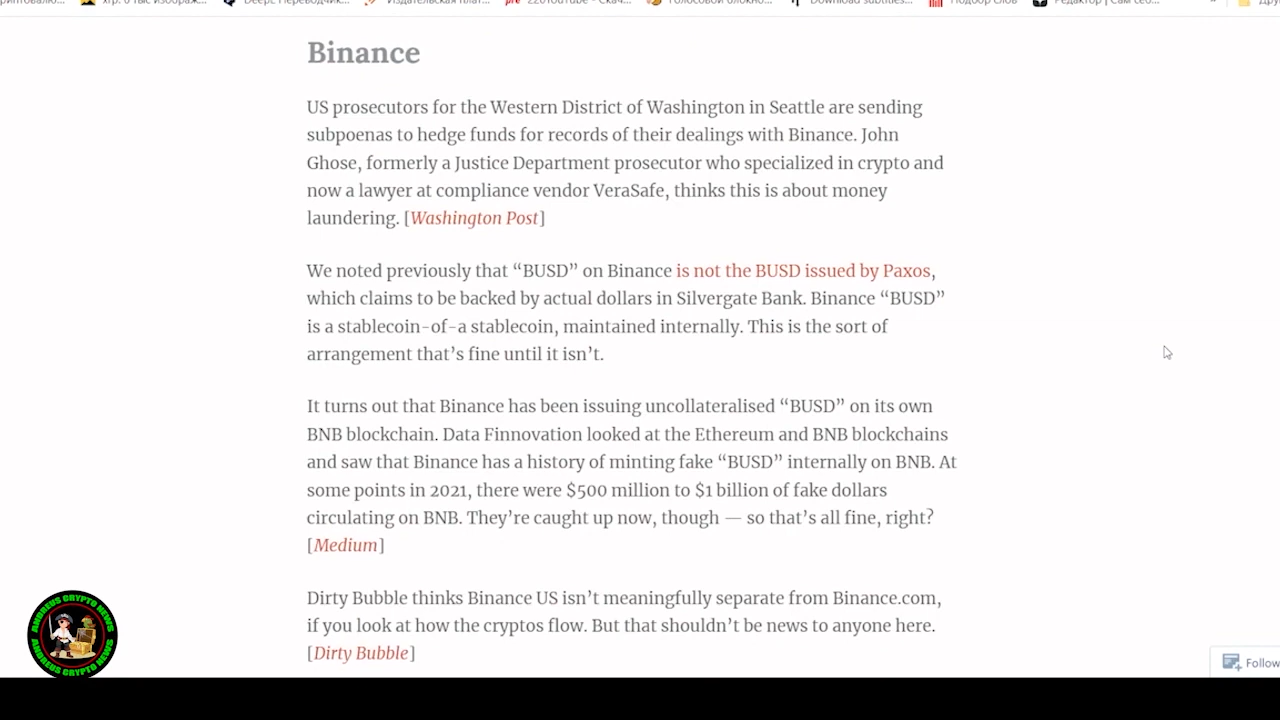 Binance
US prosecutors for the Western District of Washington in Seattle are sending
subpoenas to hedge funds for records of their dealings with Binance. John
Ghose, formerly a Justice Department prosecutor who specialized in crypto and
now a lawyer at compliance vendor VeraSafe, thinks this is about money
laundering. [Washington Post]
We noted previously that “BUSD” on Binance is not the BUSD issued by Paxos,
which claims to be backed by actual dollars in Silvergate Bank. Binance “BUSD”
is a stablecoin-of-a stablecoin, maintained internally. This is the sort of
arrangement that’s fine until it isn’t.
It turns out that Binance has been issuing uncollateralised “BUSD” on its own
BNB blockchain. Data Finnovation looked at the Ethereum and BNB blockchains
and saw that Binance has a history of minting fake “BUSD” internally on BNB. At
some points in 2021, there were $500 million to $1 billion of fake dollars
circulating on BNB. They’re caught up now, though — so that’s all fine, right?
[Medium]
Dirty Bubble thinks Binance US isn’t meaningfully separate from Binance.com,
if you look at how the cryptos flow. But that shouldn’t be news to anyone here.
[Dirty Bubble]
ANDREUS CRYPTO NEWS
ANDREUS CRYPTO NEWS
Follow